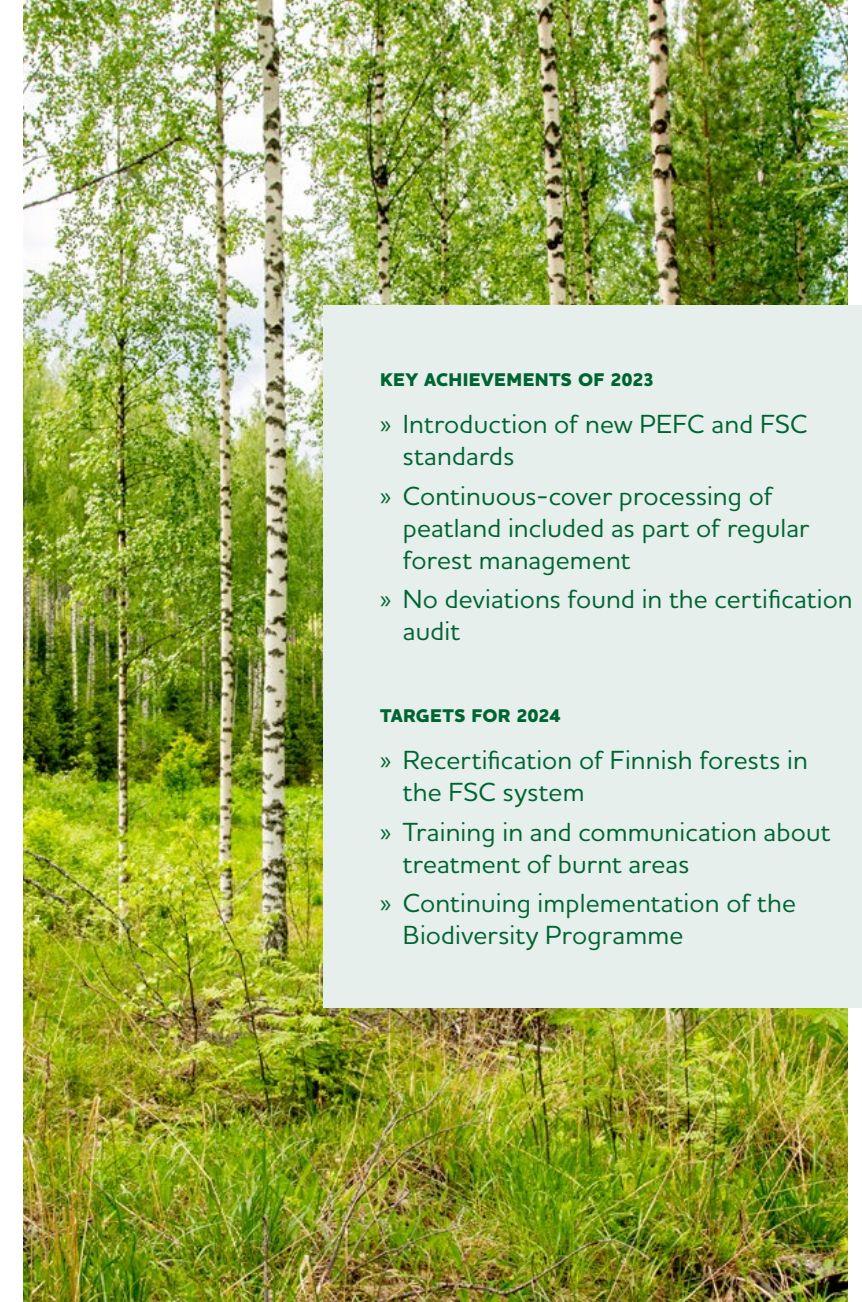 KEY ACHIEVEMENTS OF 2023
» Introduction of new PEFC and FSC
standards
» Continuous-cover processing of
peatland included as part of regular
forest management
» No deviations found in the certification
audit
TARGETS FOR 2024
» Recertification of Finnish forests in
the FSC system
» Training in and communication about
treatment of burnt areas
» Continuing implementation of the
Biodiversity Programme